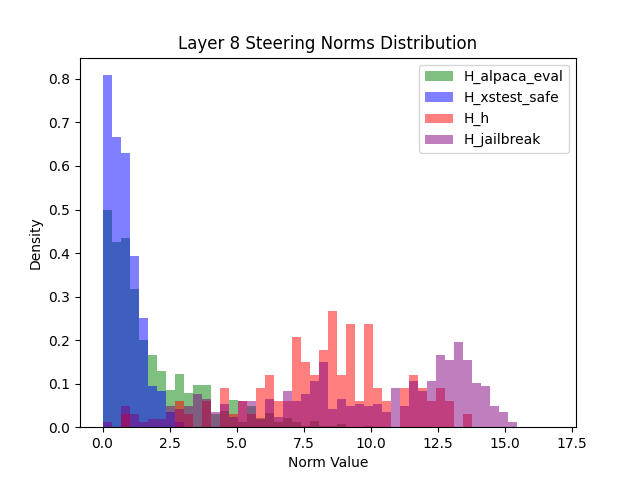 Layer 8 Steering Norms Distribution
H_alpaca_eval
H_xstest_safe
H_h
H_jailbreak
Density
0.8
0.7
0.6
0.5
0.4
0.3
0.2
0.1
0.0
0.0 2.5 5.0 7.5 10.0 12.5 15.0 17.5
Norm Value